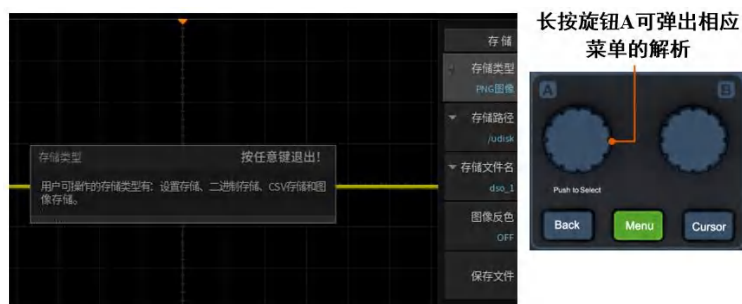 存储
存储类型
PNG图像
存储路径
/udisk
存储文件名
dso_1
图像反色
OFF
保存文件
存储类型
按任意键退出!
用户可操作的存储类型有: 设置存储、二进制存储、CSV存储和图
像存储。
长按旋钮A可弹出相应
菜单的解析
A
B
Push to Select
Back
Menu
Cursor